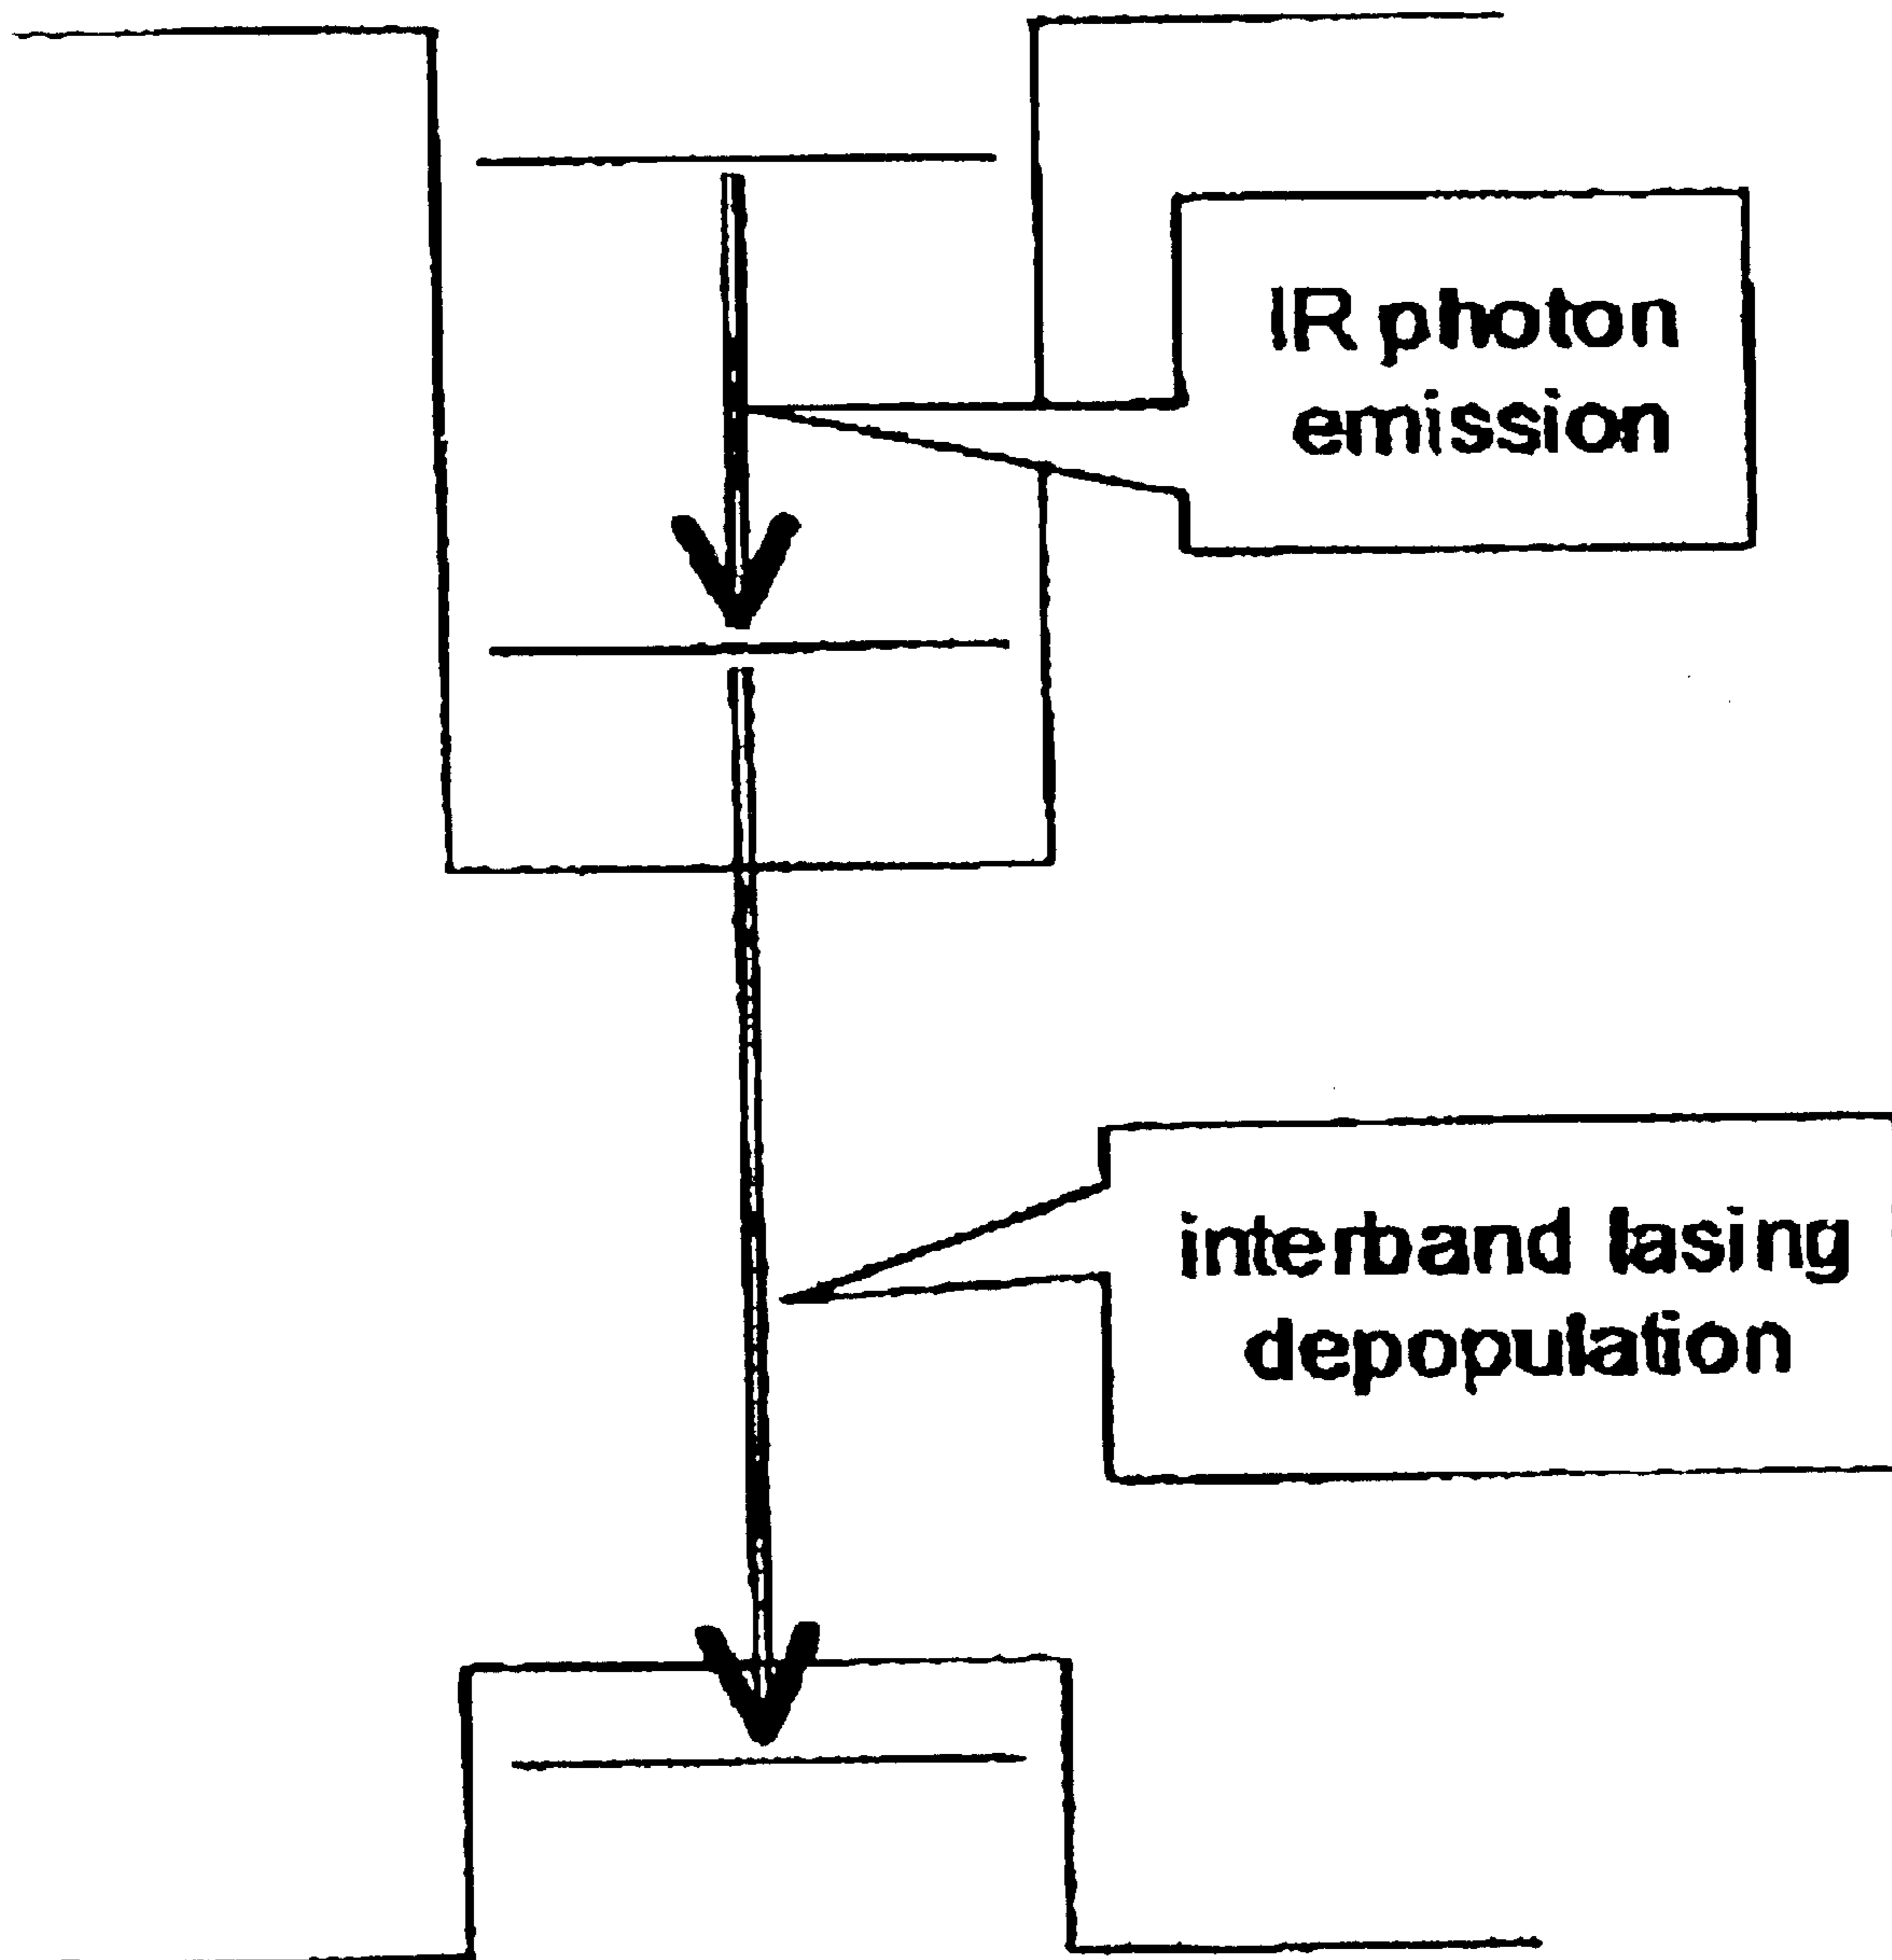 IR photon
emission
interband lasing
depopulation